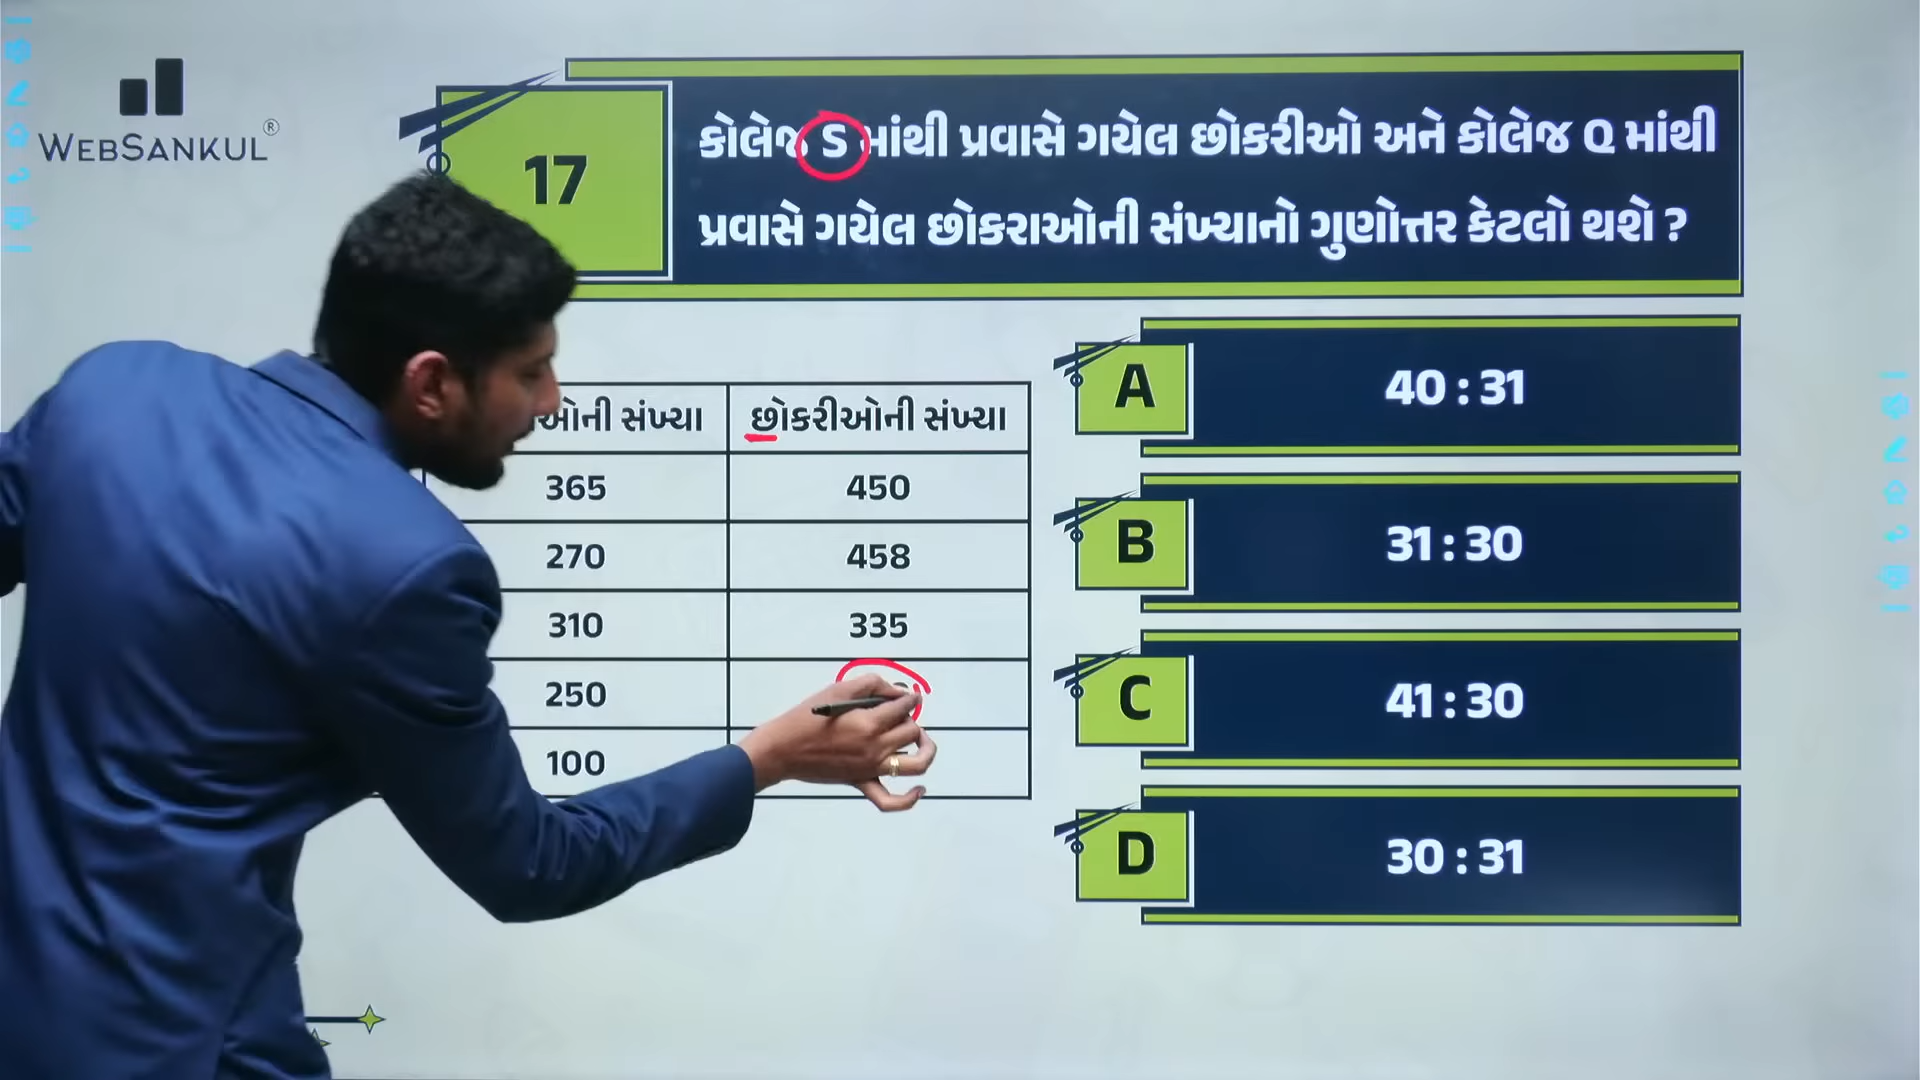 WEBSANKUL®
17
કોલેજ S માંથી પ્રવાસે ગયેલ છોકરીઓ અને કોલેજ Q માંથી
પ્રવાસે ગયેલ છોકરાઓની સંખ્યાનો ગુણોત્તર કેટલો થશે ?
સંખ્યા છોકરીઓની સંખ્યા
365 450
270 458
310 335
250
100
A 40 : 31
B 31 : 30
C 41 : 30
D 30 : 31